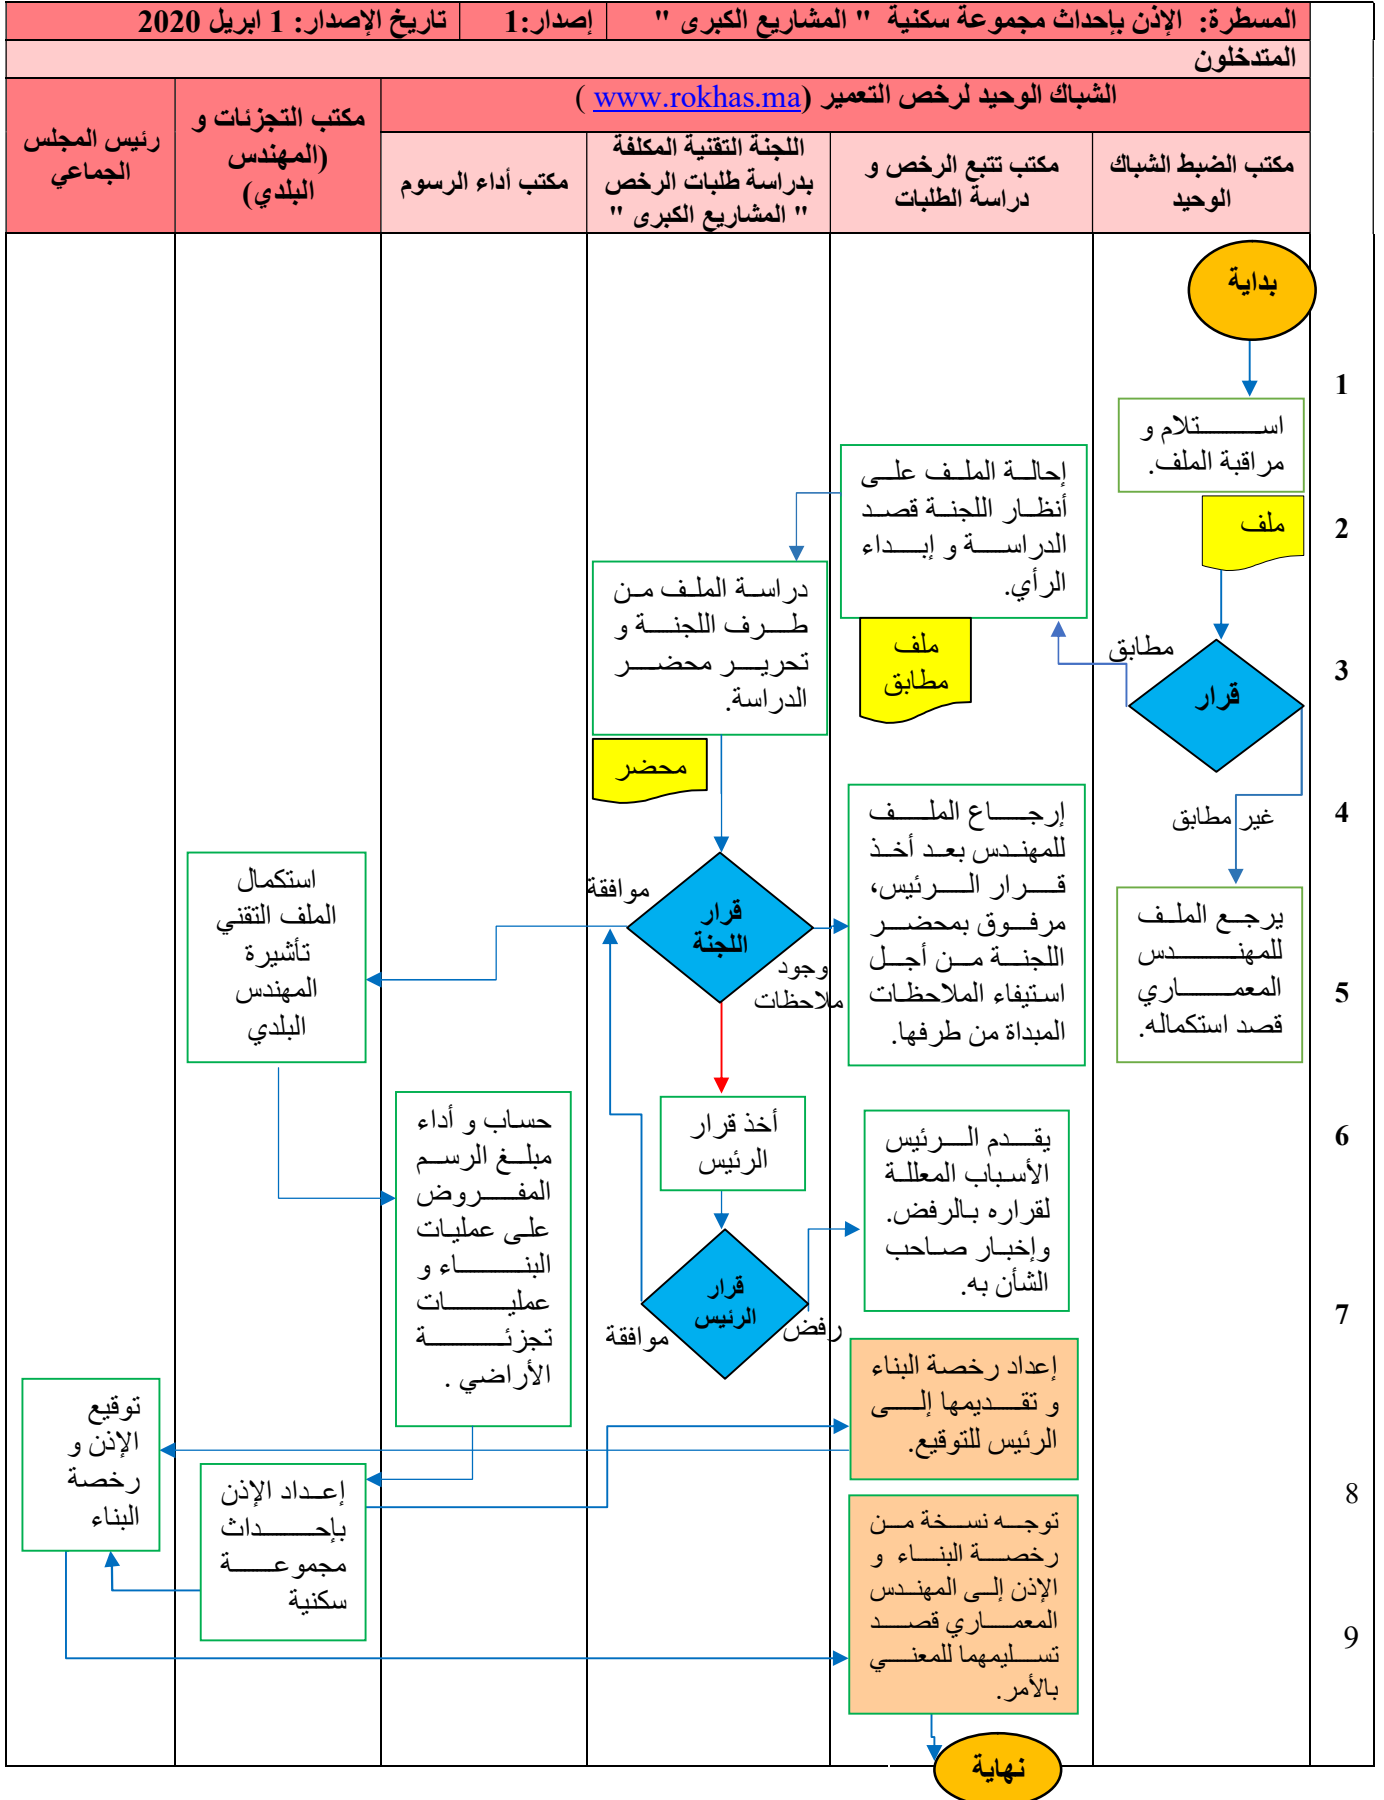 المسطرة: الإذن بإحداث مجموعة سكنية " المشاريع الكبرى "
إصدار:1
تاريخ الإصدار: 1 ابريل 2020
المتدخلون
الشباك الوحيد لرخص التعمير (www.rokhas.ma )
مكتب التجزئات و
(المهندس
البلدي)
رئيس المجلس
الجماعي
مكتب الضبط الشباك
الوحيد
مكتب تتبع الرخص و
دراسة الطلبات
اللجنة التقنية المكلفة
بدراسة طلبات الرخص
" المشاريع الكبرى "
مكتب أداء الرسوم
بداية
1
استلام و
مراقبة الملف.
ملف
2
إحالة الملف على
أنظار اللجنة قصد
الدراسة و إبداء
الرأي.
ملف
مطابق
دراسة الملف من
طرف اللجنة و
تحرير محضر
الدراسة.
محضر
مطابق
قرار
3
غير مطابق
4
يرجع الملف
للمهندس
المعماري
قصد استكماله.
إرجاع الملف
للمهندس بعد أخذ
قرار الرئيس،
مرفوق بمحضر
اللجنة من أجل
استيفاء الملاحظات
المبداة من طرفها.
قرار
اللجنة
موافقة
وجود
ملاحظات
استكمال
الملف التقني
تأشيرة
المهندس
البلدي
5
أخذ قرار
الرئيس
6
يقدم الرئيس
الأسباب المعللة
لقراره بالرفض.
وإخبار صاحب
الشأن به.
حساب و أداء
مبلغ الرسم
المفروض
على عمليات
البناء و
عمليات
تجزئة
الأراضي .
قرار
الرئيس
رفض
موافقة
7
إعداد رخصة البناء
و تقديمها إلى
الرئيس للتوقيع.
توقيع
الإذن و
رخصة
البناء
إعداد الإذن
بإحداث
مجموعة
سكنية
8
توجه نسخة من
رخصة البناء و
الإذن إلى المهندس
المعماري قصد
تسليمهما للمعني
بالأمر.
9
نهاية